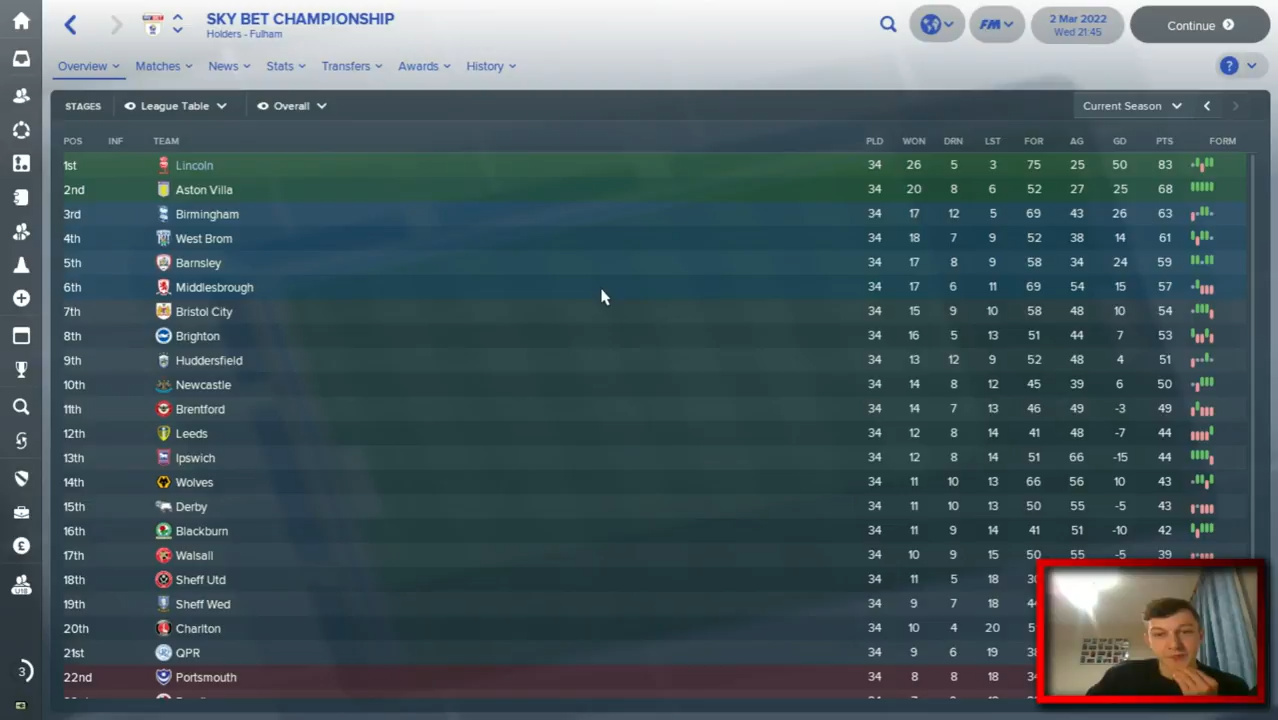 SKY BET CHAMPIONSHIP
Holders - Fulham
FM
2 Mar 2022
Wed 21:45
Continue
Overview Matches News Stats Transfers Awards History
?
STAGES League Table Overall Current Season
POS INF TEAM PLD WON DRN LST FOR AG GD PTS FORM
1st Lincoln 34 26 5 3 75 25 50 83
2nd Aston Villa 34 20 8 6 52 27 25 68
3rd Birmingham 34 17 12 5 69 43 26 63
4th West Brom 34 18 7 9 52 38 14 61
5th Barnsley 34 17 8 9 58 34 24 59
6th Middlesbrough 34 17 6 11 69 54 15 57
7th Bristol City 34 15 9 10 58 48 10 54
8th Brighton 34 16 5 13 51 44 7 53
9th Huddersfield 34 13 12 9 52 48 4 51
10th Newcastle 34 14 8 12 45 39 6 50
11th Brentford 34 14 7 13 46 49 -3 49
12th Leeds 34 12 8 14 41 48 -7 44
13th Ipswich 34 12 8 14 51 66 -15 44
14th Wolves 34 11 10 13 66 56 10 43
15th Derby 34 11 10 13 50 55 -5 43
16th Blackburn 34 11 9 14 41 51 -10 42
17th Walsall 34 10 9 15 50 55 -5 39
18th Sheff Utd 34 11 5 18
19th Sheff Wed 34 9 7 18
20th Charlton 34 10 4 20
21st QPR 34 9 6 19
22nd Portsmouth 34 8 8 18
U18
3